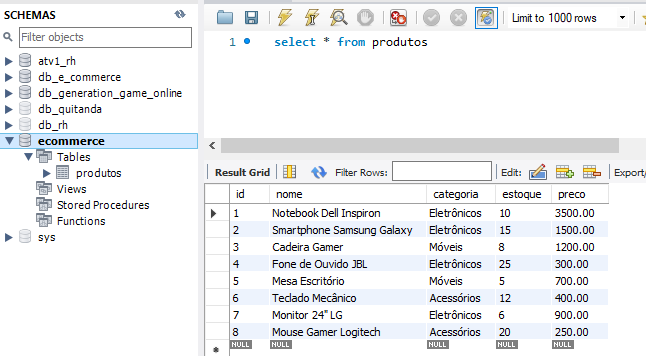 SCHEMAS
Filter objects
atv1_rh
db_e_commerce
db_generation_game_online
db_quitanda
db_rh
ecommerce
Tables
produtos
Views
Stored Procedures
Functions
sys
Limit to 1000 rows
1 select * from produtos
Result Grid Filter Rows: Edit: Export/
id nome categoria estoque preco
1 Notebook Dell Inspiron Eletrônicos 10 3500.00
2 Smartphone Samsung Galaxy Eletrônicos 15 1500.00
3 Cadeira Gamer Móveis 8 1200.00
4 Fone de Ouvido JBL Eletrônicos 25 300.00
5 Mesa Escritório Móveis 5 700.00
6 Teclado Mecânico Acessórios 12 400.00
7 Monitor 24" LG Eletrônicos 6 900.00
8 Mouse Gamer Logitech Acessórios 20 250.00
NULL NULL NULL NULL NULL